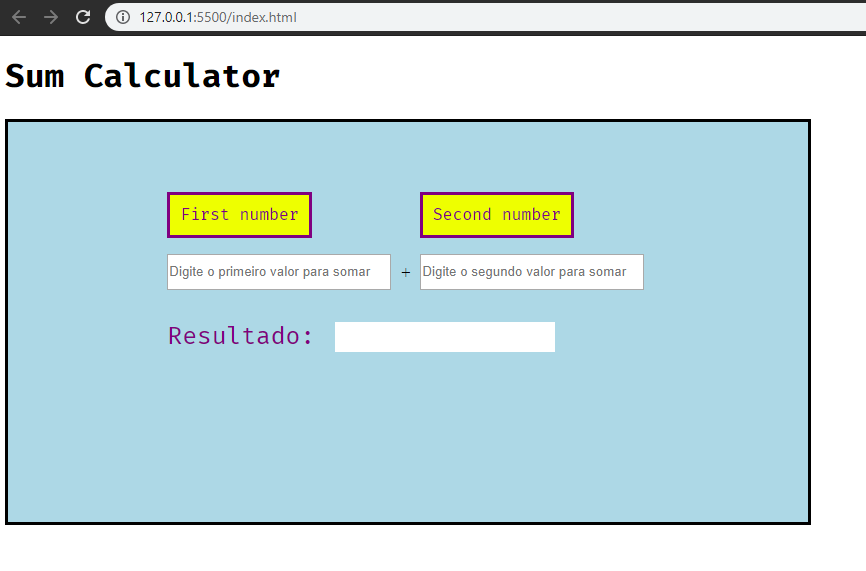 127.0.0.1:5500/index.html
Sum Calculator
First number Second number
Digite o primeiro valor para somar + Digite o segundo valor para somar
Resultado: